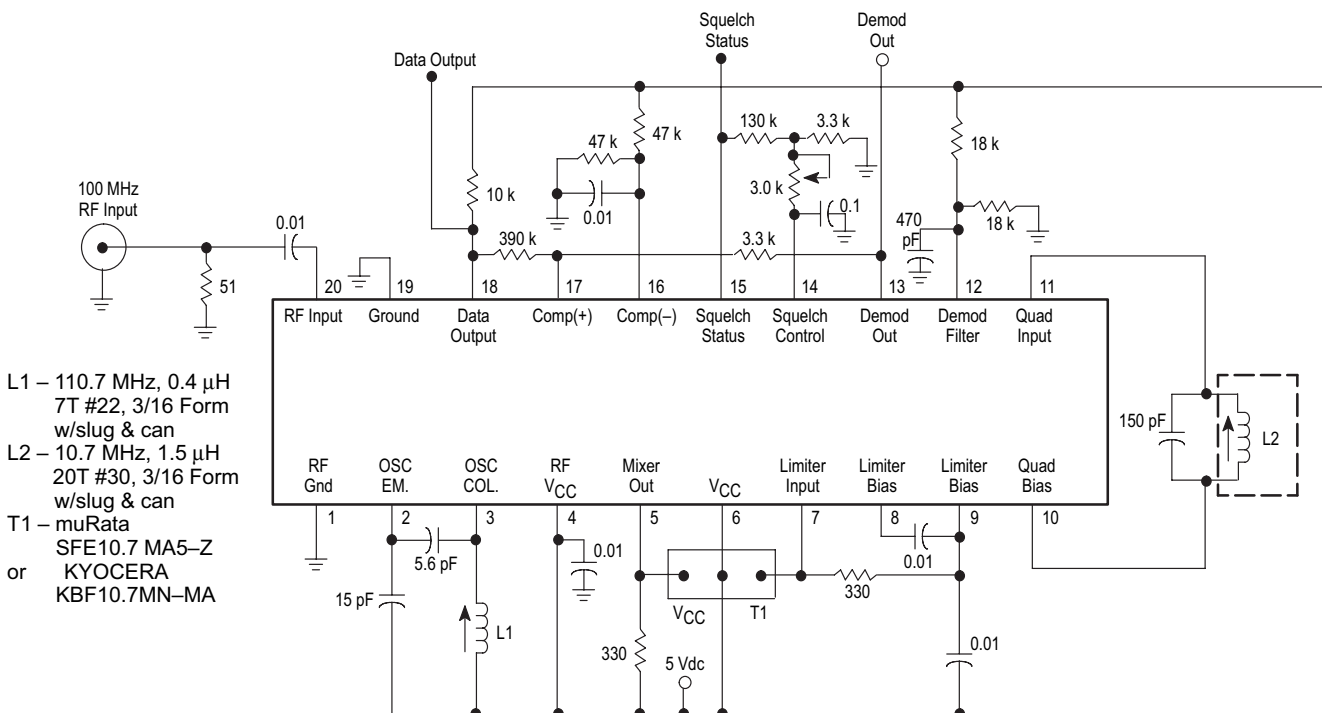 Squelch
Status
Demod
Out
Data Output
130 k
3.3 k
47 k
47 k
18 k
100 MHz
RF Input
10 k
3.0 k
0.01
0.1
470
pF
18 k
0.01
390 k
3.3 k
51
20
19
18
17
16
15
14
13
12
11
RF Input
Ground
Data
Output
Comp(+)
Comp(–)
Squelch
Status
Squelch
Control
Demod
Out
Demod
Filter
Quad
Input
L1 – 110.7 MHz, 0.4 μH
7T #22, 3/16 Form
w/slug & can
L2 – 10.7 MHz, 1.5 μH
20T #30, 3/16 Form
w/slug & can
T1 – muRata
SFE10.7 MA5–Z
or KYOCERA
KBF10.7MN–MA
150 pF
L2
RF
Gnd
OSC
EM.
OSC
COL.
RF
VCC
Mixer
Out
VCC
Limiter
Input
Limiter
Bias
Limiter
Bias
Quad
Bias
1
2
3
4
5
6
7
8
9
10
5.6 pF
0.01
0.01
15 pF
330
VCC
T1
L1
330
5 Vdc
0.01